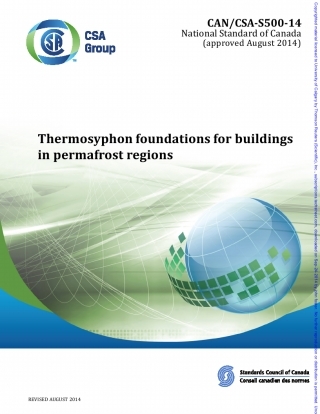 CAN/CSA-S500-14
National Standard of Canada
(approved August 2014)
CSA
Group
Thermosyphon foundations for buildings
in permafrost regions
Standards Council of Canada
Conseil canadien des normes
REVISED AUGUST 2014